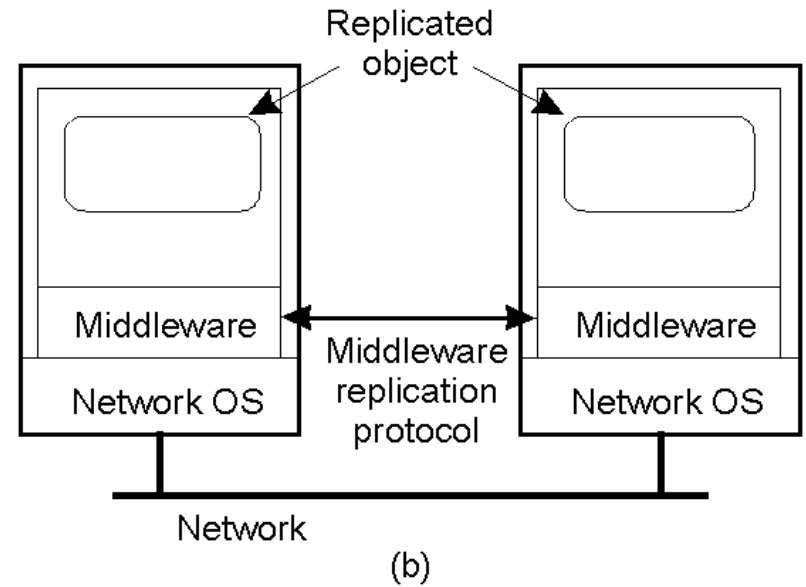 Replicated
object
Middleware
Middleware
Middleware
replication
protocol
Network OS
Network OS
Network
(b)